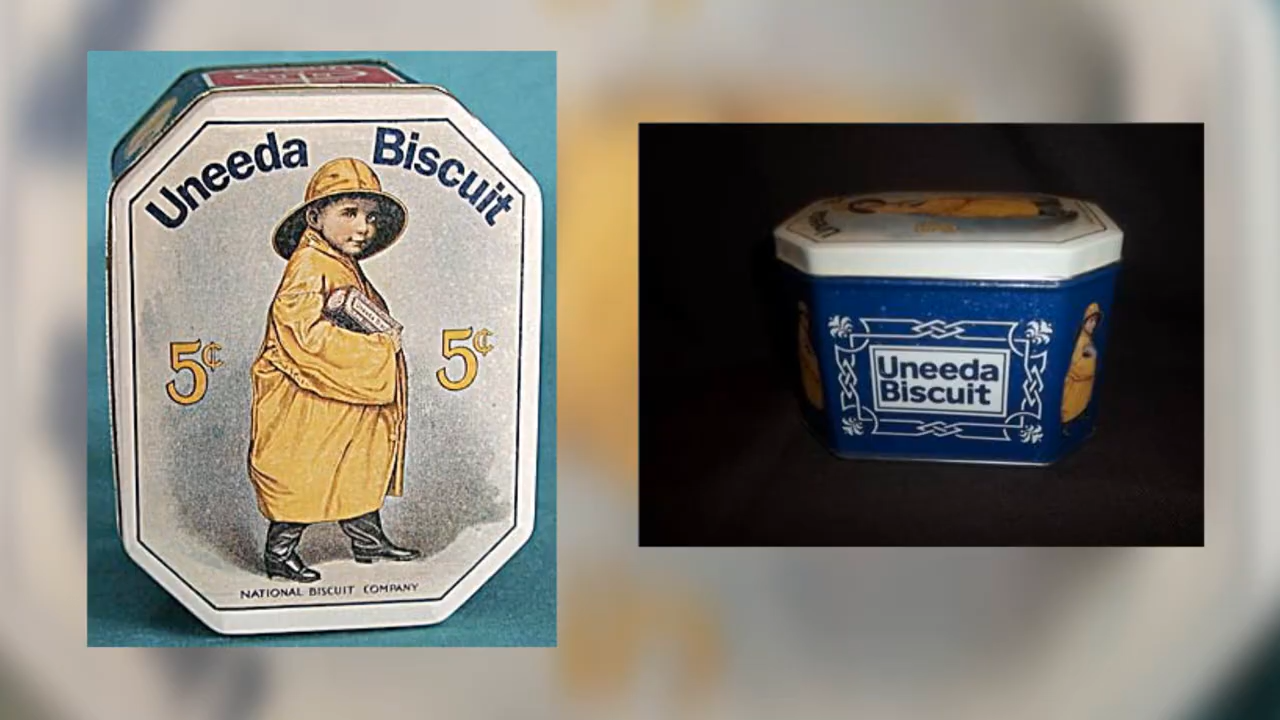 Uneeda Biscuit
5¢ 5¢
NATIONAL BISCUIT COMPANY
Uneeda
Biscuit